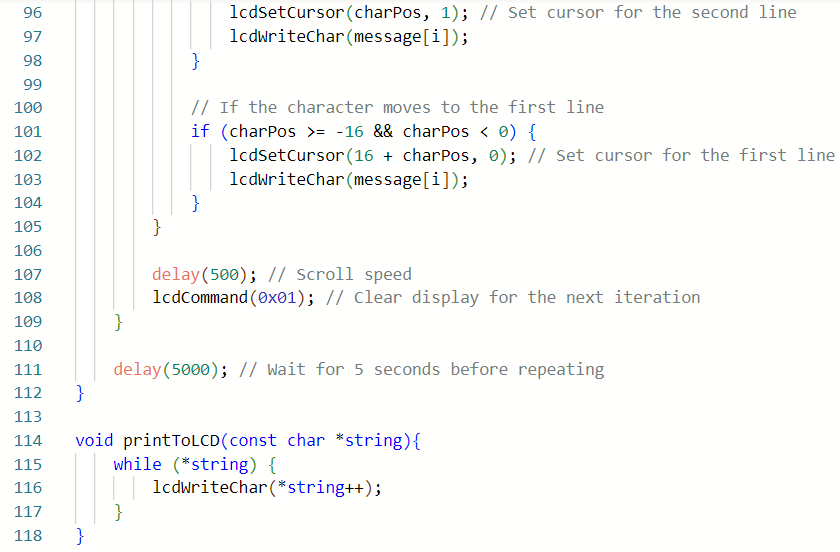 96                 lcdSetCursor(charPos, 1); // Set cursor for the second line
97                 lcdWriteChar(message[i]);
98             }
99
100             // If the character moves to the first line
101             if (charPos >= -16 && charPos < 0) {
102                 lcdSetCursor(16 + charPos, 0); // Set cursor for the first line
103                 lcdWriteChar(message[i]);
104             }
105         }
106
107         delay(500); // Scroll speed
108         lcdCommand(0x01); // Clear display for the next iteration
109     }
110
111     delay(5000); // Wait for 5 seconds before repeating
112 }
113
114 void printToLCD(const char *string){
115     while (*string) {
116         lcdWriteChar(*string++);
117     }
118 }